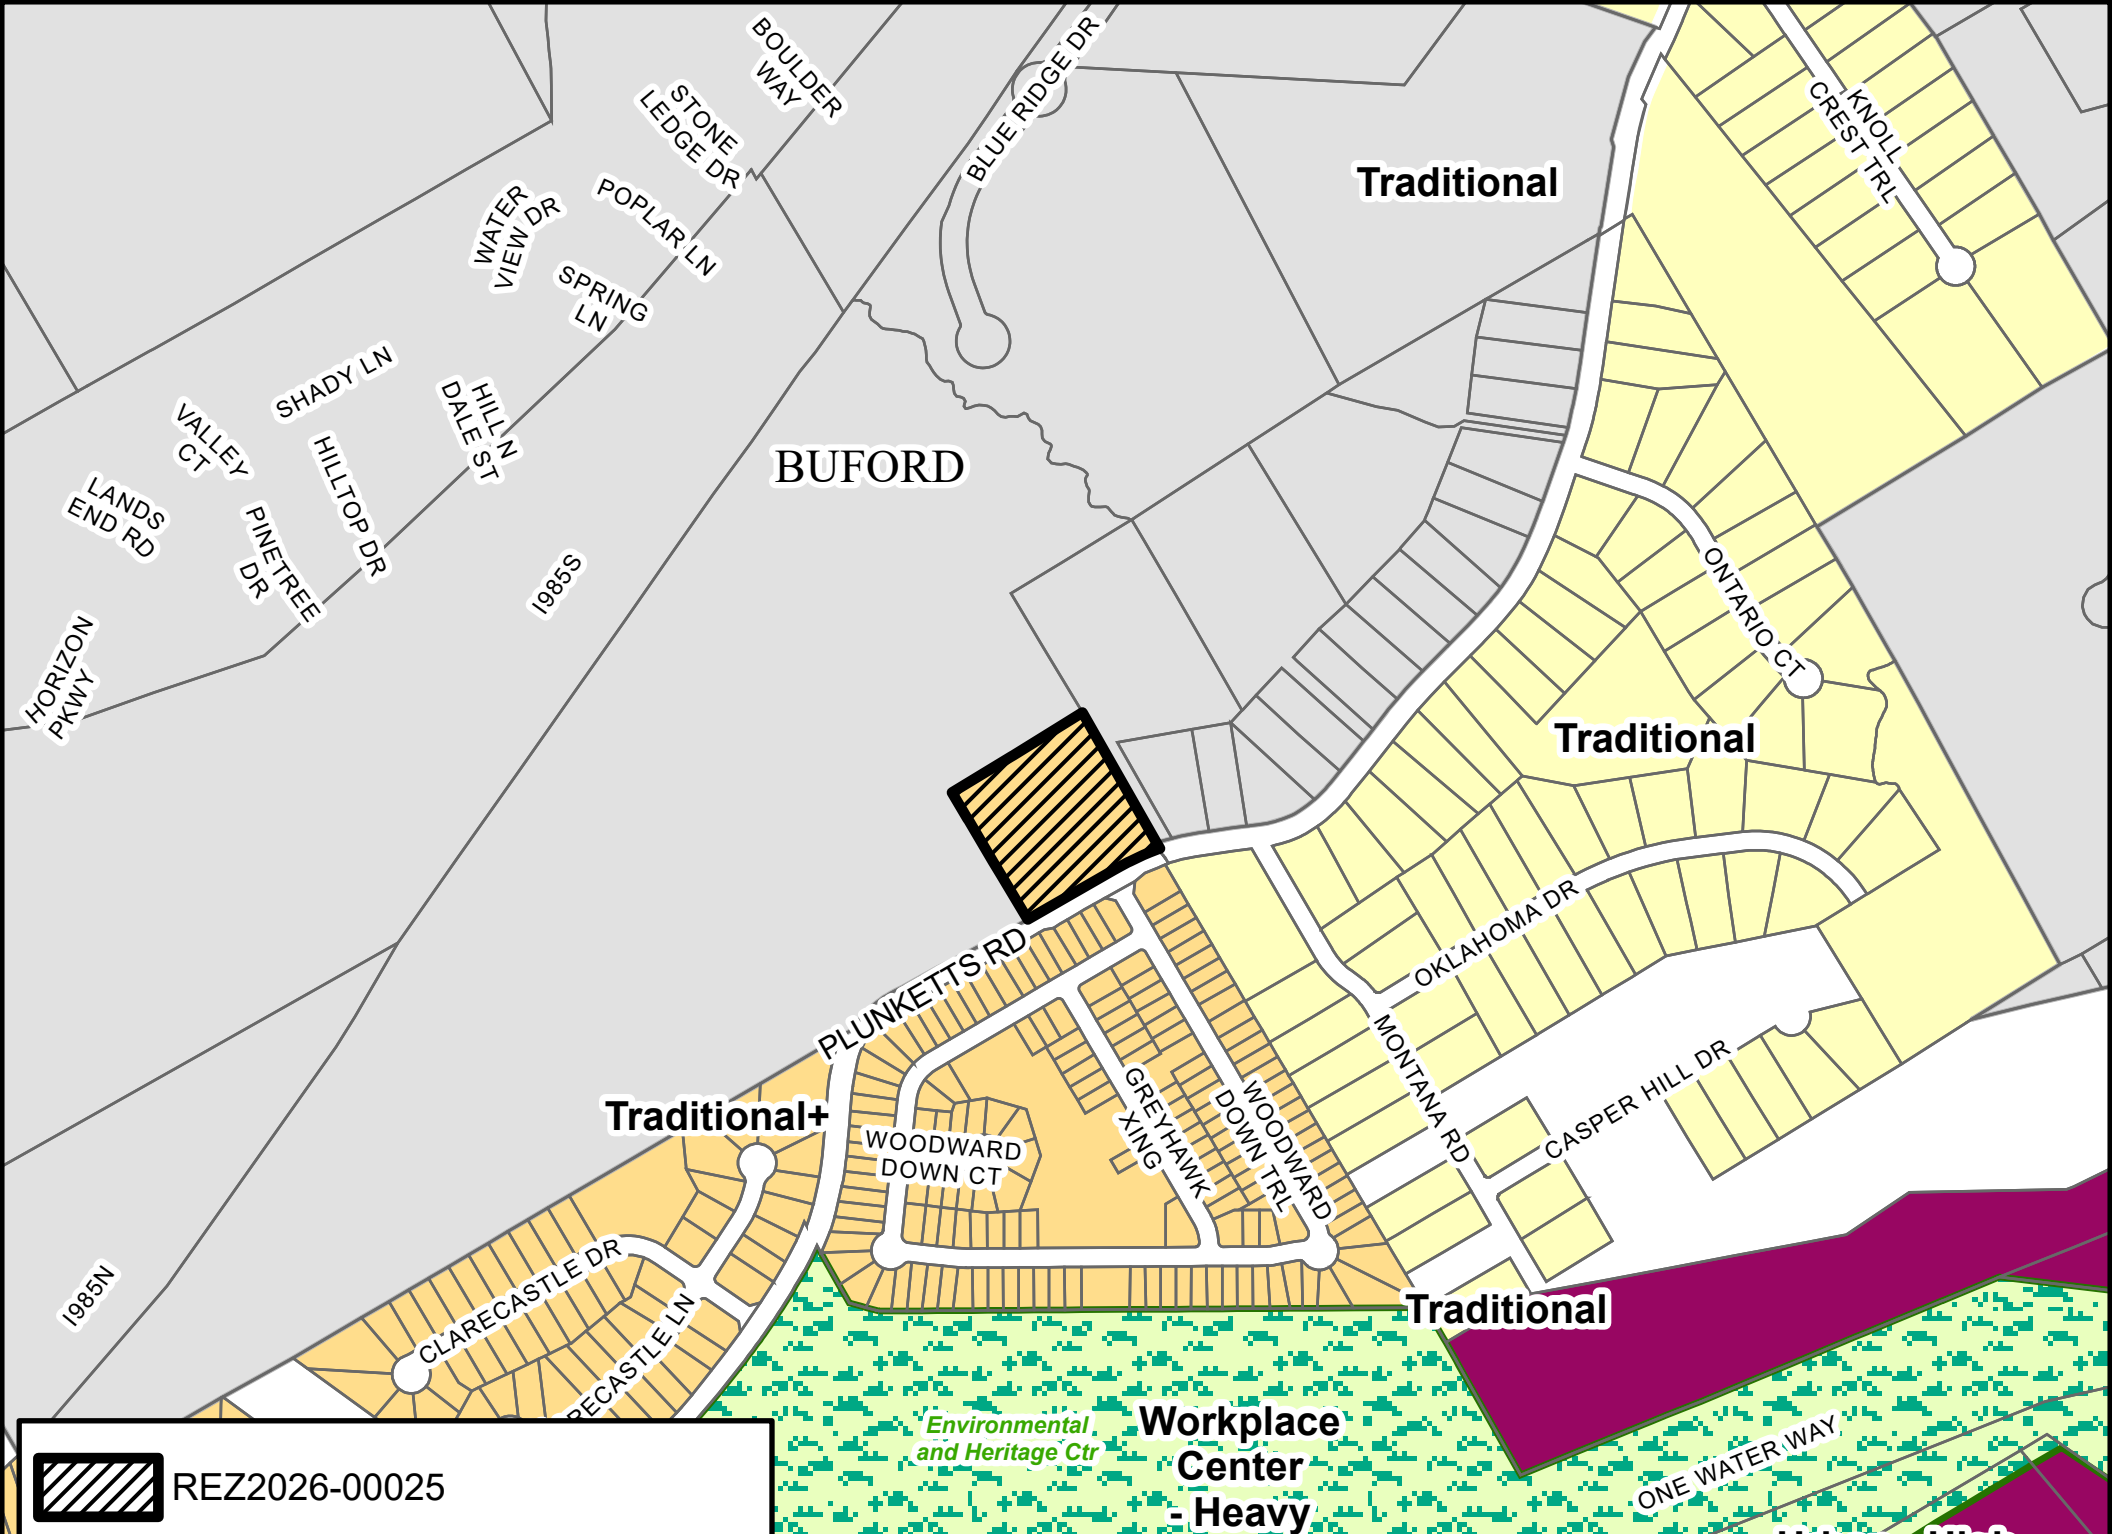 BOULDER
WAY
BLUE RIDGE DR
STONE
LEDGE DR
KNOLL
CREST TRL
Traditional
WATER
VIEW DR
POPLAR LN
SPRING
LN
SHADY LN
HILL N
DALE ST
VALLEY
CT
HILLTOP DR
BUFORD
LANDS
END RD
PINETREE
DR
I985S
ONTARIO CT
HORIZON
PKWY
Traditional
OKLAHOMA DR
PLUNKETTS RD
MONTANA RD
CASPER HILL DR
Traditional+
WOODWARD
DOWN CT
GREYHAWK
XING
WOODWARD
DOWN TRL
CLARECASTLE DR
I985N
RECASTLE LN
Traditional
Environmental
and Heritage Ctr
Workplace
Center
- Heavy
ONE WATER WAY
REZ2026-00025